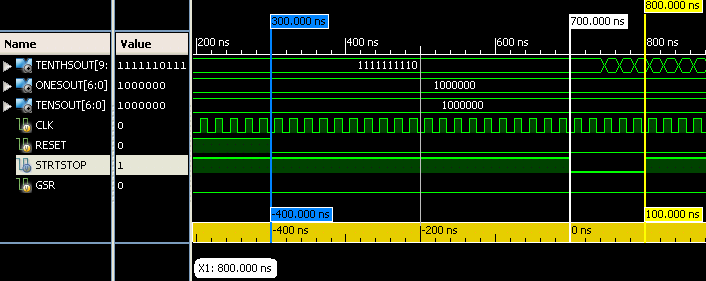 800.000 ns
300.000 ns 700.000 ns
Name Value 200 ns 400 ns 600 ns 800 ns
TENTHSOUT[9: 1111110111 1111111110
ONESOUT[6:0] 1000000 1000000
TENSOUT[6:0] 1000000 1000000
CLK 0
RESET 0
STRTSTOP 1
GSR 0
-400.000 ns 0.000 ns 100.000 ns
-400 ns -200 ns 0 ns
X1: 800.000 ns